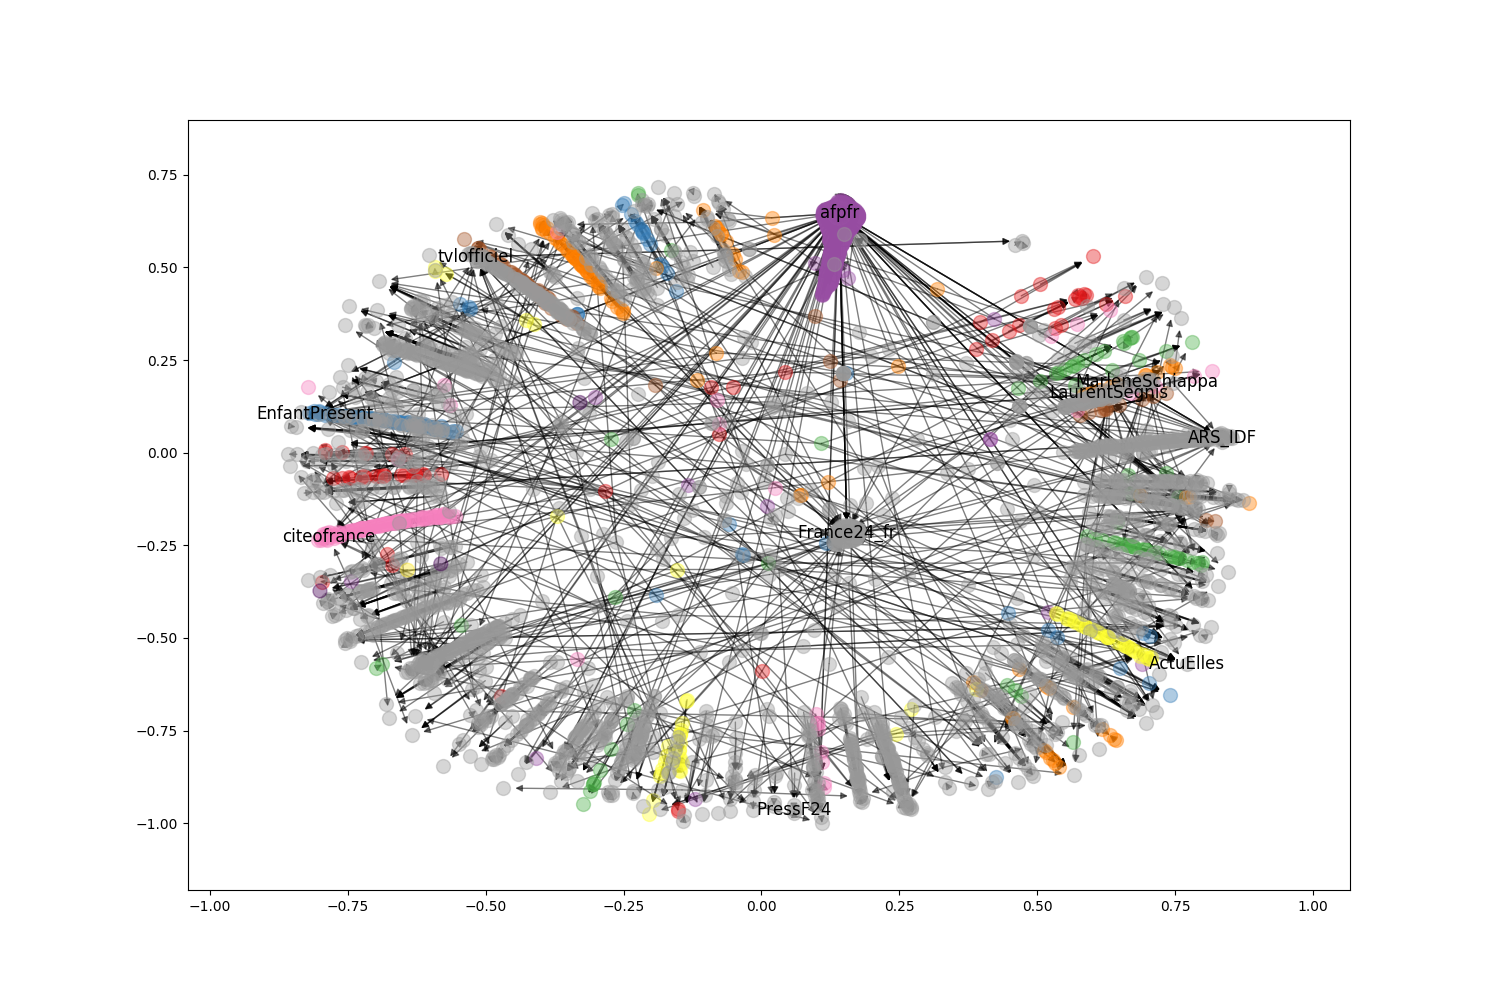 0.75
afpfr
tvlofficiel
0.50
0.25
MarleneSchiappa
LaurentSegnis
EnfantPrésent
ARS_IDF
0.00
citeofrance
France24_fr
−0.25
−0.50
ActuElles
−0.75
PressF24
−1.00
−1.00 −0.75 −0.50 −0.25 0.00 0.25 0.50 0.75 1.00